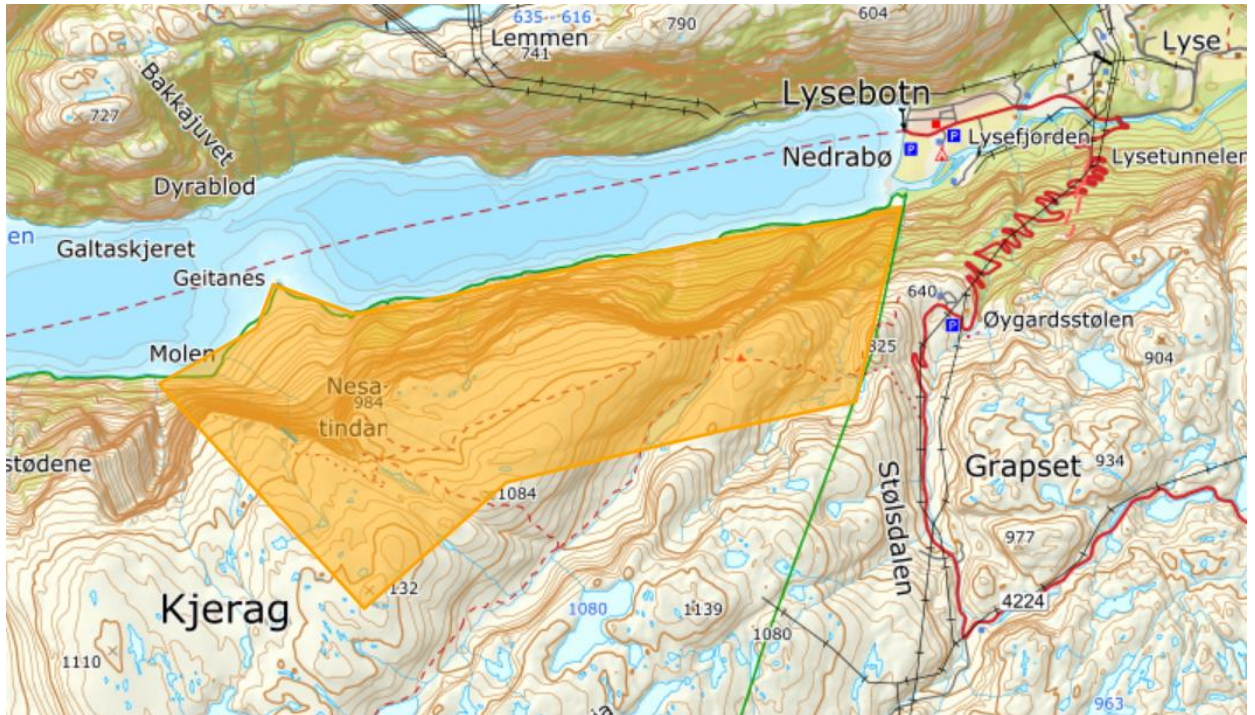 635 - 616
790
604
Lemmen
741
Lyse
Bakkajuvet
727
Lysebotn
P
Lysefjorden
P
Nedrabø
Lysetunnelen
Dyrablod
en
Galtaskjeret
Geitanes
640
P
Øygardsstølen
Molen
825
904
Nesa-
984
tindar
stødene
Stølsdalen
Grapset
934
1084
977
132
Kjerag
1080
1139
4224
1080
1110
963